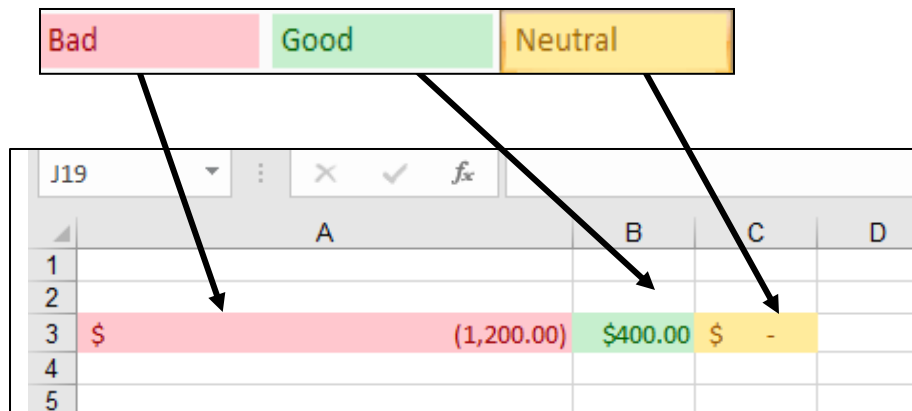 Bad Good Neutral
J19 fx
A B C D
1
2
3 $ (1,200.00) $400.00 $ -
4
5